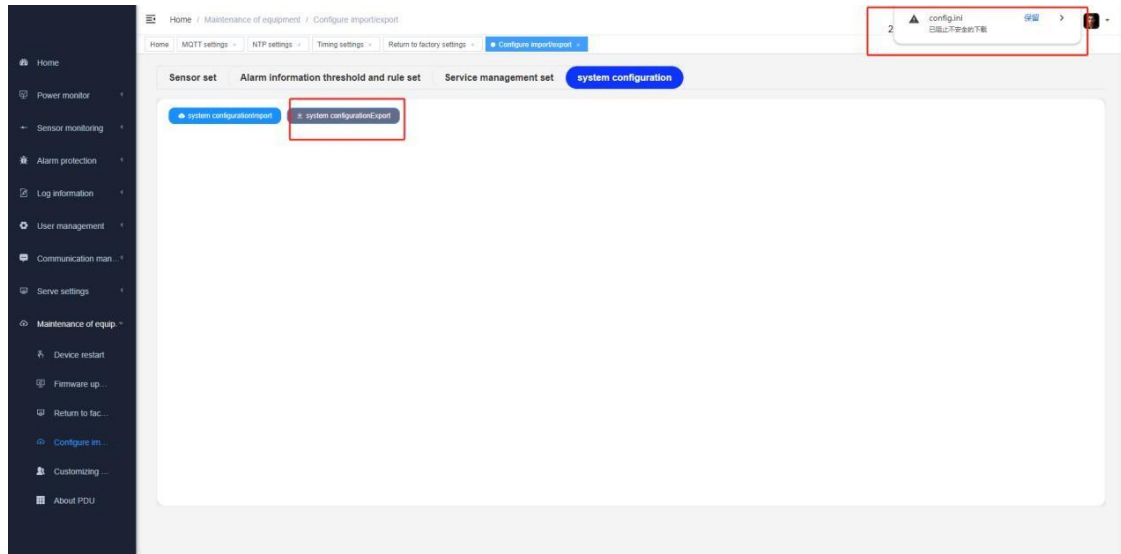 Home / Maintenance of equipment / Configure import/export
config.ini 保留
已阻止不安全的下载
2
Home MQTT settings × NTP settings × Timing settings × Return to factory settings × Configure import/export ×
Home
Power monitor
Sensor monitoring
Alarm protection
Log information
User management
Communication man...
Serve settings
Maintenance of equip.
Device restart
Firmware up...
Return to fac...
Configure im...
Customizing ...
About PDU
Sensor set Alarm information threshold and rule set Service management set system configuration
system configurationImport system configurationExport